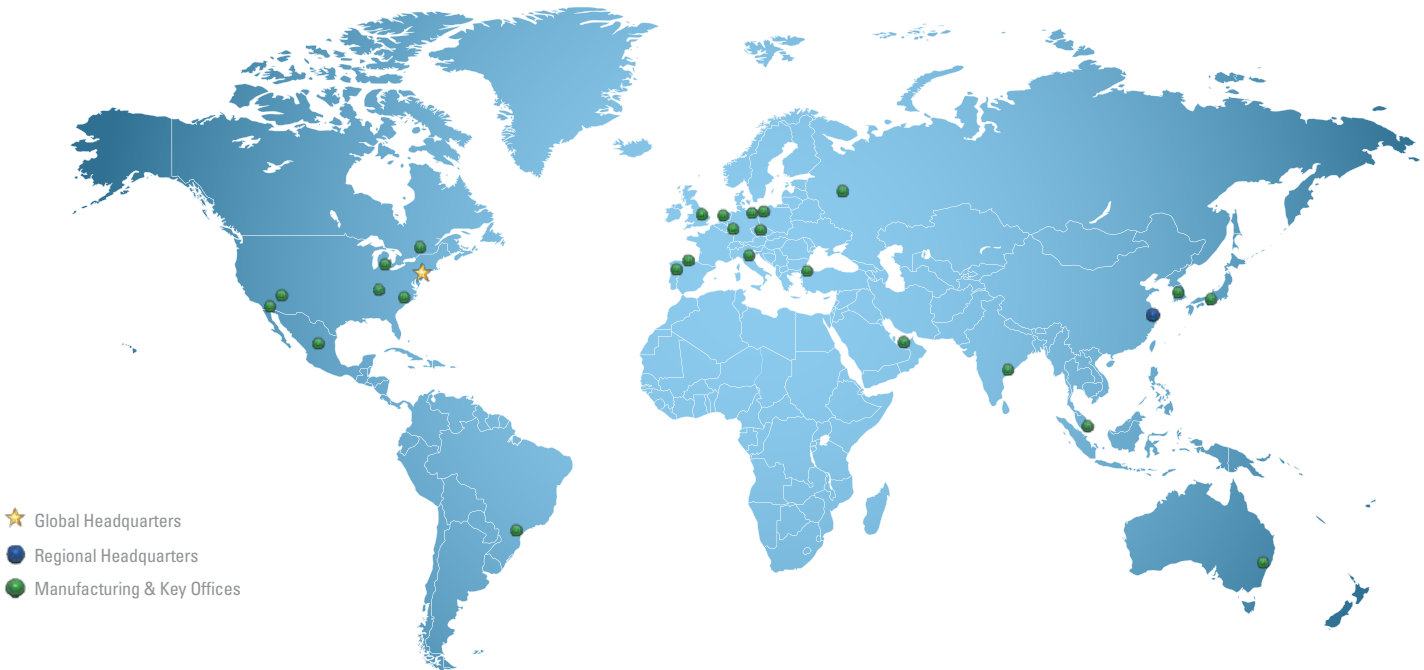 Global Headquarters
Regional Headquarters
Manufacturing & Key Offices